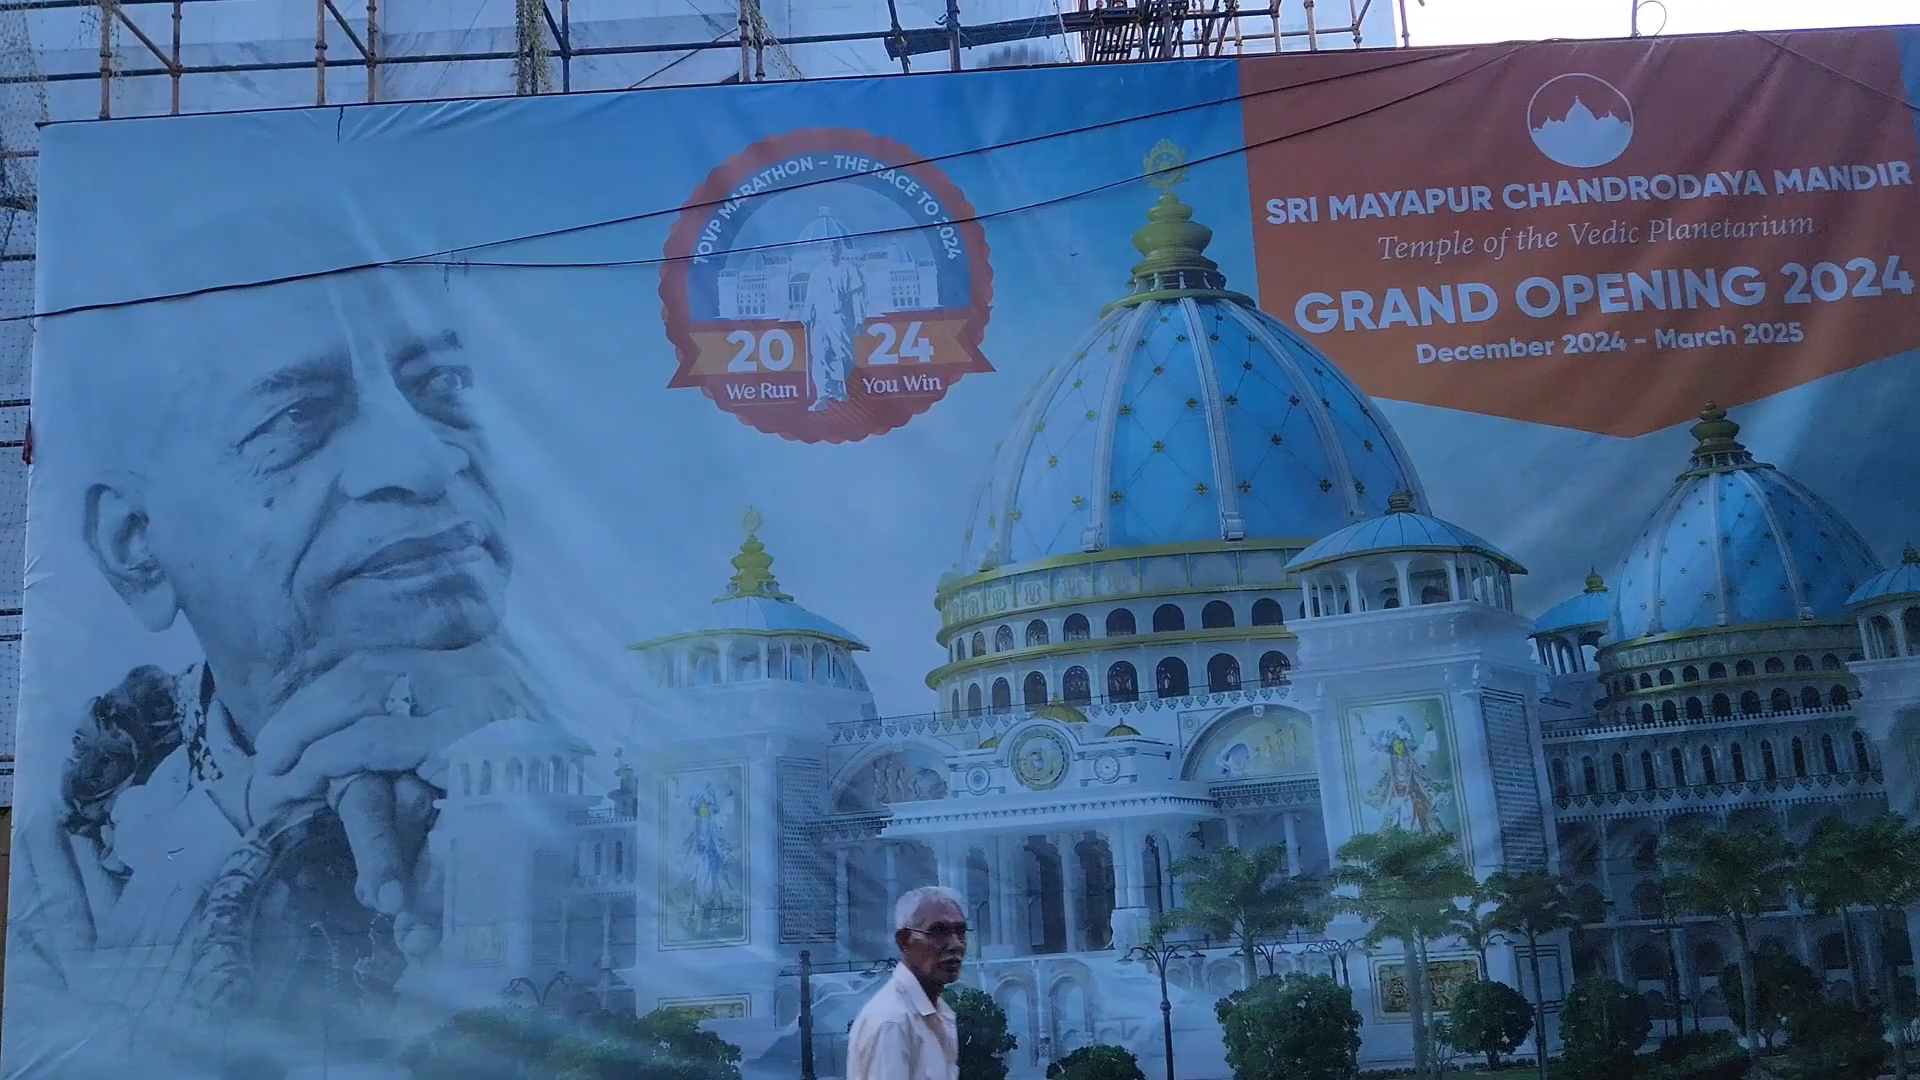 TOVP MARATHON - THE RACE TO 2024
20 24
We Run You Win
SRI MAYAPUR CHANDRODAYA MANDIR
Temple of the Vedic Planetarium
GRAND OPENING 2024
December 2024 - March 2025